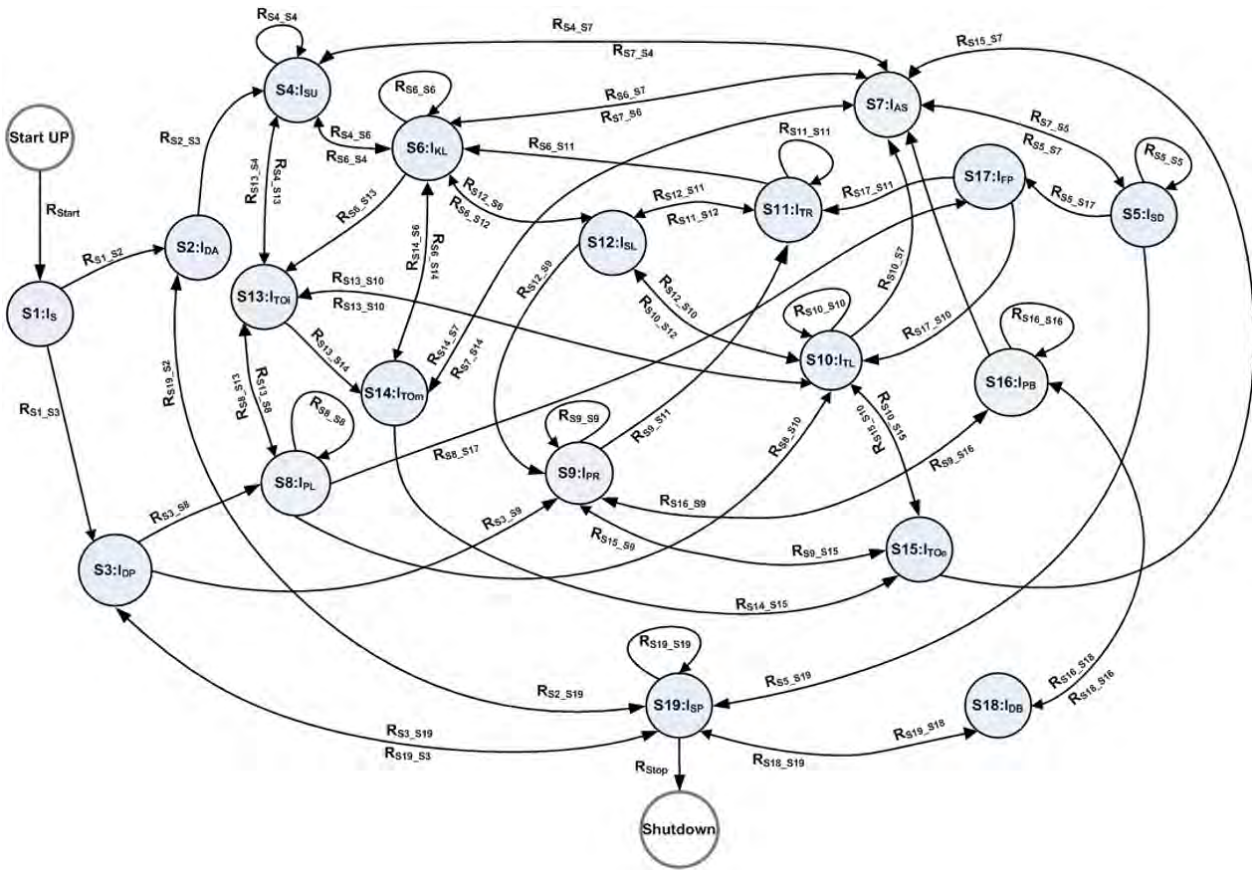 RS4_S4
RS4_S7
RS7_S4
RS15_S7
S4:ISU
RS6_S6
RS6_S7
RS7_S6
S7:IAS
RS7_S5
RS5_S7
Start UP
RS2_S3
RS4_S6
RS6_S4
S6:IKL
RS6_S11
RS11_S11
RS5_S5
S17:IFP
RS13_S4
RS4_S13
RS6_S13
RS12_S6
RS6_S12
RS12_S11
RS11_S12
S11:ITR
RS17_S11
RS5_S17
S5:ISD
RStart
RS1_S2
S2:IDA
RS14_S6
RS6_S14
S12:ISL
RS12_S9
RS10_S7
S13:ITOi
RS13_S10
RS13_S10
RS12_S10
RS10_S12
RS10_S10
RS17_S10
RS16_S16
S1:IS
RS13_S14
RS14_S7
RS7_S14
S10:ITL
S16:IPB
RS19_S2
RS8_S13
RS13_S8
S14:ITOm
RS1_S3
RS8_S8
RS9_S9
RS9_S11
RS8_S10
RS10_S15
RS15_S10
RS8_S17
RS9_S16
S8:IPL
S9:IPR
RS16_S9
RS3_S8
RS3_S9
RS15_S9
RS9_S15
S15:ITOe
S3:IDP
RS14_S15
RS19_S19
RS2_S19
RS5_S19
RS16_S18
RS18_S16
S19:ISP
S18:IDB
RS3_S19
RS19_S3
RS19_S18
RS18_S19
RStop
Shutdown